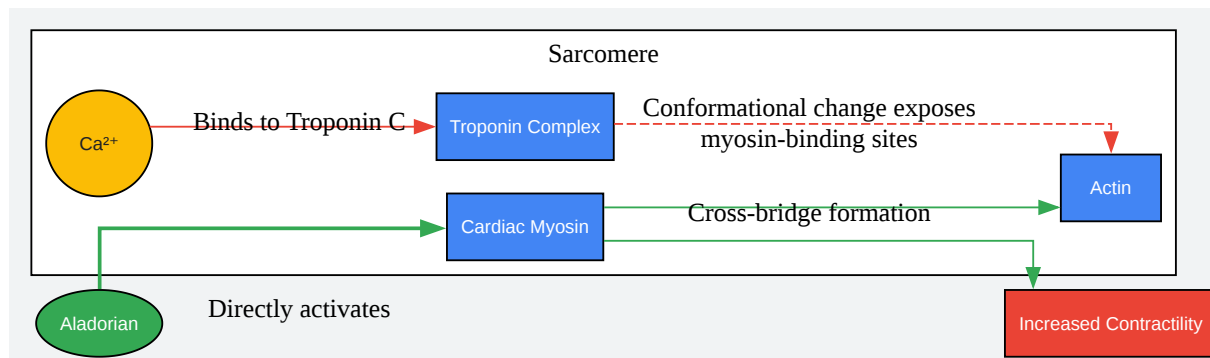 Sarcomere
Ca²⁺
Binds to Troponin C
Troponin Complex
Conformational change exposes
myosin-binding sites
Actin
Cardiac Myosin
Cross-bridge formation
Aladorian
Directly activates
Increased Contractility